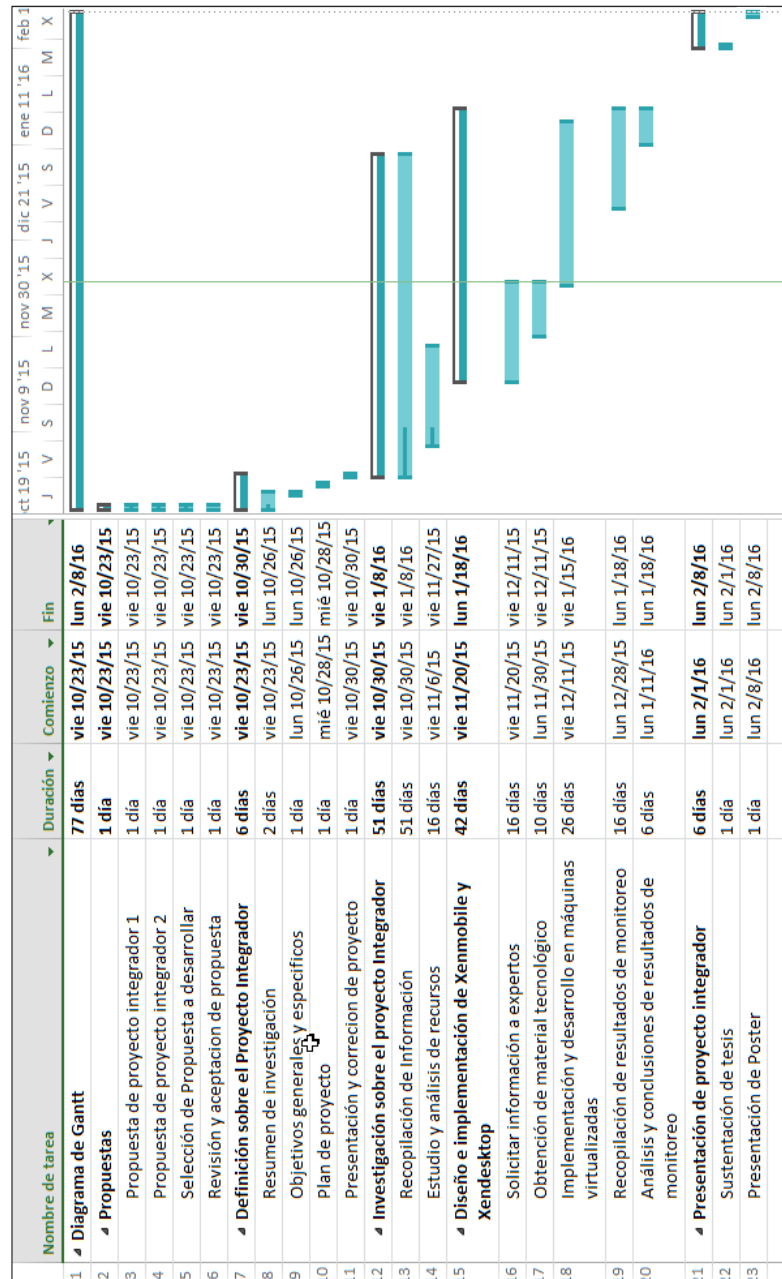 Nombre de tarea Duración Comienzo Fin
ct 19 '15 nov 9 '15 nov 30 '15 dic 21 '15 ene 11 '16 feb 1
J V S D L M X J V S D L M X
1 Diagrama de Gantt 77 días vie 10/23/15 lun 2/8/16
2 Propuestas 1 día vie 10/23/15 vie 10/23/15
3 Propuesta de proyecto integrador 1 1 día vie 10/23/15 vie 10/23/15
4 Propuesta de proyecto integrador 2 1 día vie 10/23/15 vie 10/23/15
5 Selección de Propuesta a desarrollar 1 día vie 10/23/15 vie 10/23/15
6 Revisión y aceptacion de propuesta 1 día vie 10/23/15 vie 10/23/15
7 Definición sobre el Proyecto Integrador 6 días vie 10/23/15 vie 10/30/15
8 Resumen de investigación 2 días vie 10/23/15 lun 10/26/15
9 Objetivos generales y especificos 1 día lun 10/26/15 lun 10/26/15
10 Plan de proyecto 1 día mié 10/28/15 mié 10/28/15
11 Presentación y correcion de proyecto 1 día vie 10/30/15 vie 10/30/15
12 Investigación sobre el proyecto Integrador 51 días vie 10/30/15 vie 1/8/16
13 Recopilación de Información 51 días vie 10/30/15 vie 1/8/16
14 Estudio y análisis de recursos 16 días vie 11/6/15 vie 11/27/15
15 Diseño e implementación de Xenmobile y 42 días vie 11/20/15 lun 1/18/16
Xendesktop
16 Solicitar información a expertos 16 días vie 11/20/15 vie 12/11/15
17 Obtención de material tecnológico 10 días lun 11/30/15 vie 12/11/15
18 Implementación y desarrollo en máquinas 26 días vie 12/11/15 vie 1/15/16
virtualizadas
19 Recopilación de resultados de monitoreo 16 días lun 12/28/15 lun 1/18/16
20 Análisis y conclusiones de resultados de 6 días lun 1/11/16 lun 1/18/16
monitoreo
21 Presentación de proyecto integrador 6 días lun 2/1/16 lun 2/8/16
22 Sustentación de tesis 1 día lun 2/1/16 lun 2/1/16
23 Presentación de Poster 1 día lun 2/8/16 lun 2/8/16